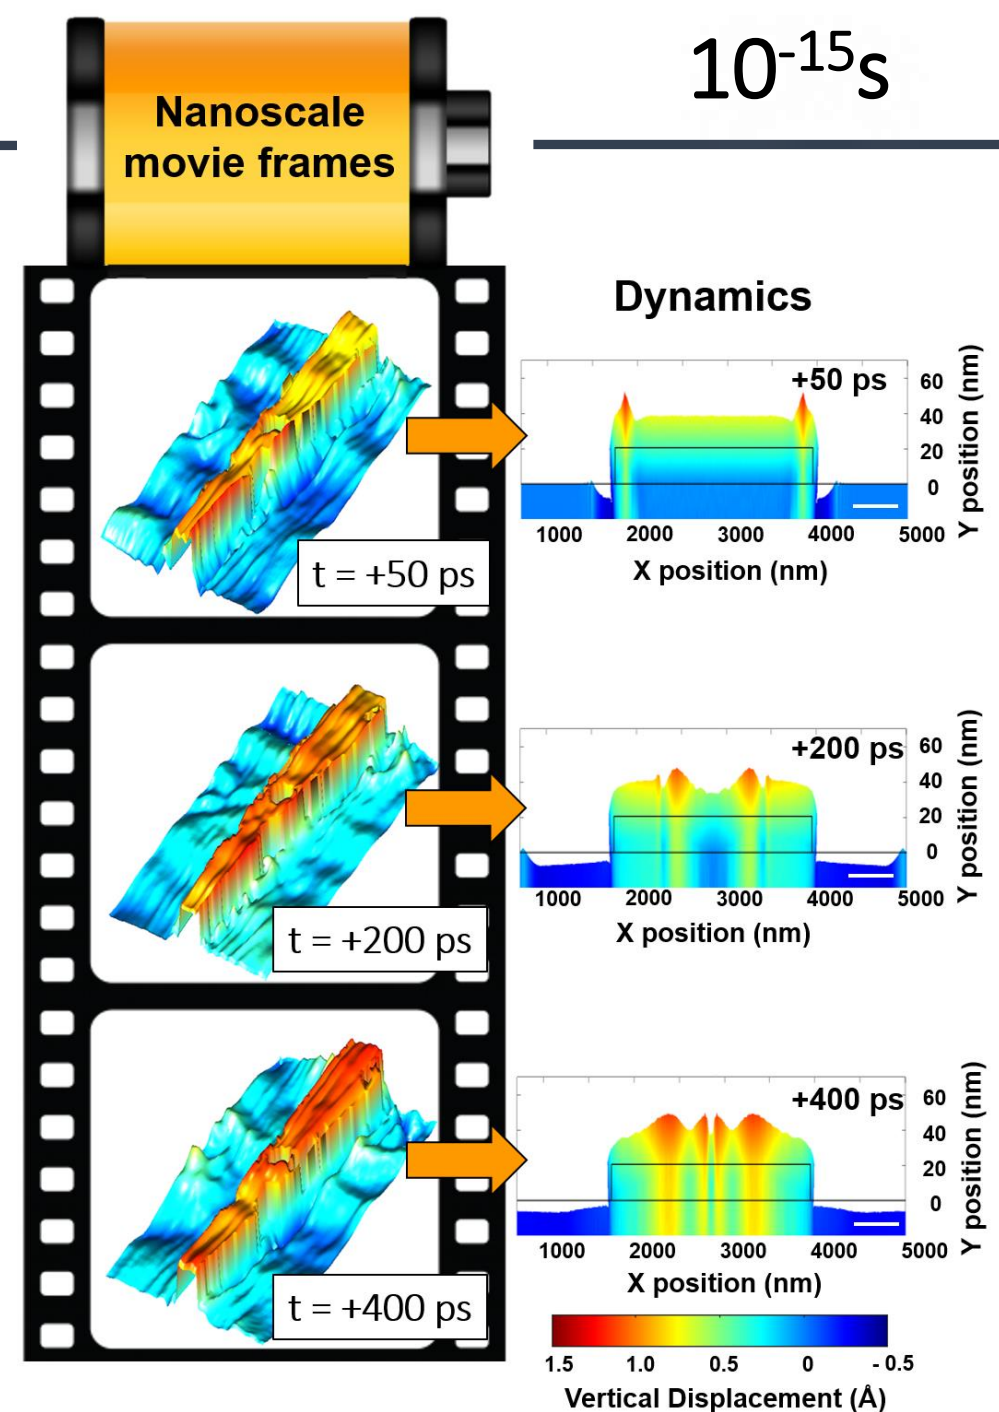 10⁻¹⁵s
Nanoscale
movie frames
Dynamics
t = +50 ps
+50 ps
60
40
20
0
Y position (nm)
1000 2000 3000 4000 5000
X position (nm)
t = +200 ps
+200 ps
60
40
20
0
Y position (nm)
1000 2000 3000 4000 5000
X position (nm)
t = +400 ps
+400 ps
60
40
20
0
Y position (nm)
1000 2000 3000 4000 5000
X position (nm)
1.5 1.0 0.5 0 - 0.5
Vertical Displacement (Å)